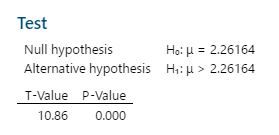 Test
Null hypothesis H₀: μ = 2.26164
Alternative hypothesis H₁: μ > 2.26164
T-Value P-Value
10.86 0.000